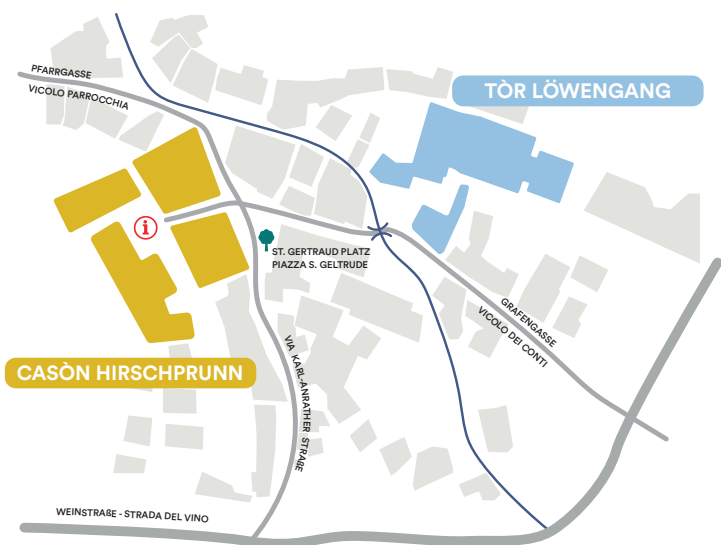 PFARRGASSE
VICOLO PARROCCHIA
TÒR LÖWENGANG
i
ST. GERTRAUD PLATZ
PIAZZA S. GELTRUDE
GRAFENGASSE
VICOLO DEI CONTI
CASÒN HIRSCHPRUNN
VIA KARL-ANRATHER STRAßE
WEINSTRAßE - STRADA DEL VINO